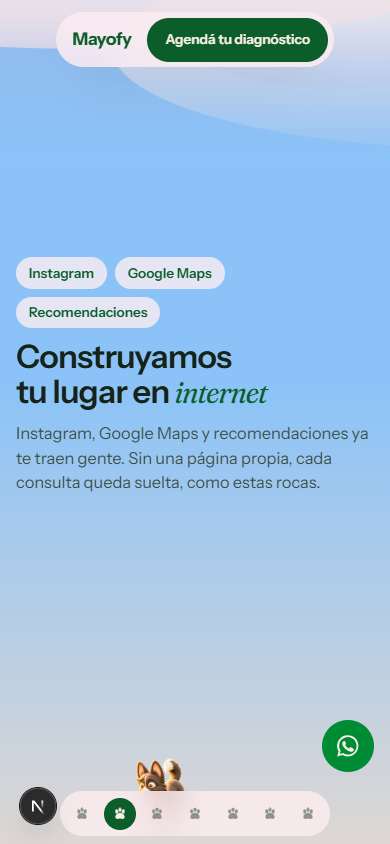 Mayofy
Agendá tu diagnóstico
Instagram
Google Maps
Recomendaciones
Construyamos
tu lugar en internet
Instagram, Google Maps y recomendaciones ya
te traen gente. Sin una página propia, cada
consulta queda suelta, como estas rocas.
N